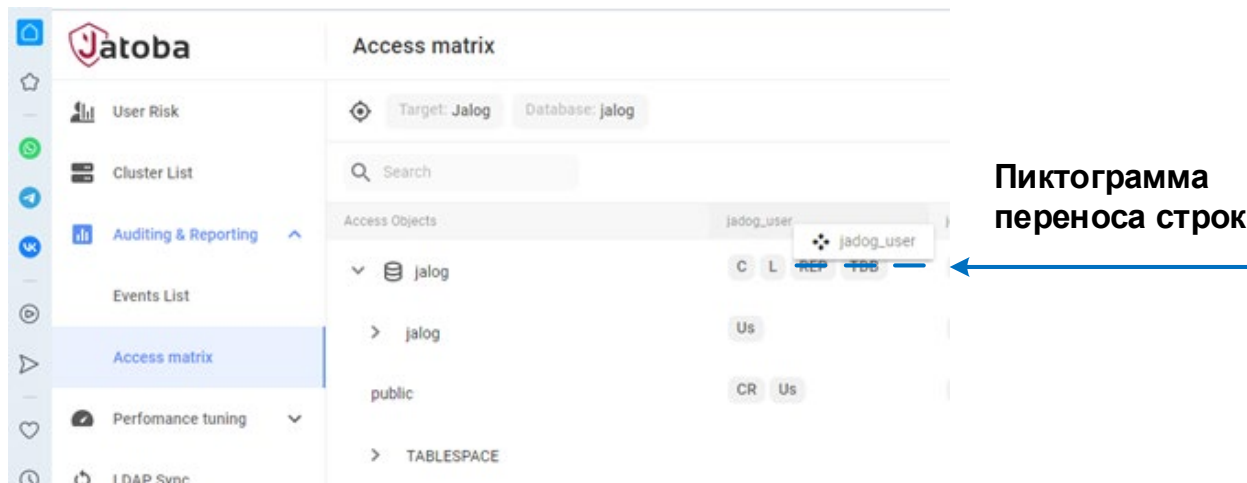 Jatoba
Access matrix
User Risk
Target: Jalog Database: jalog
Cluster List
Search
Пиктограмма
переноса строк
Access Objects jadog_user
Auditing & Reporting
jadog_user
jalog C L REP TDB
Events List
jalog Us
Access matrix
public CR Us
Perfomance tuning
TABLESPACE
LDAP Sync